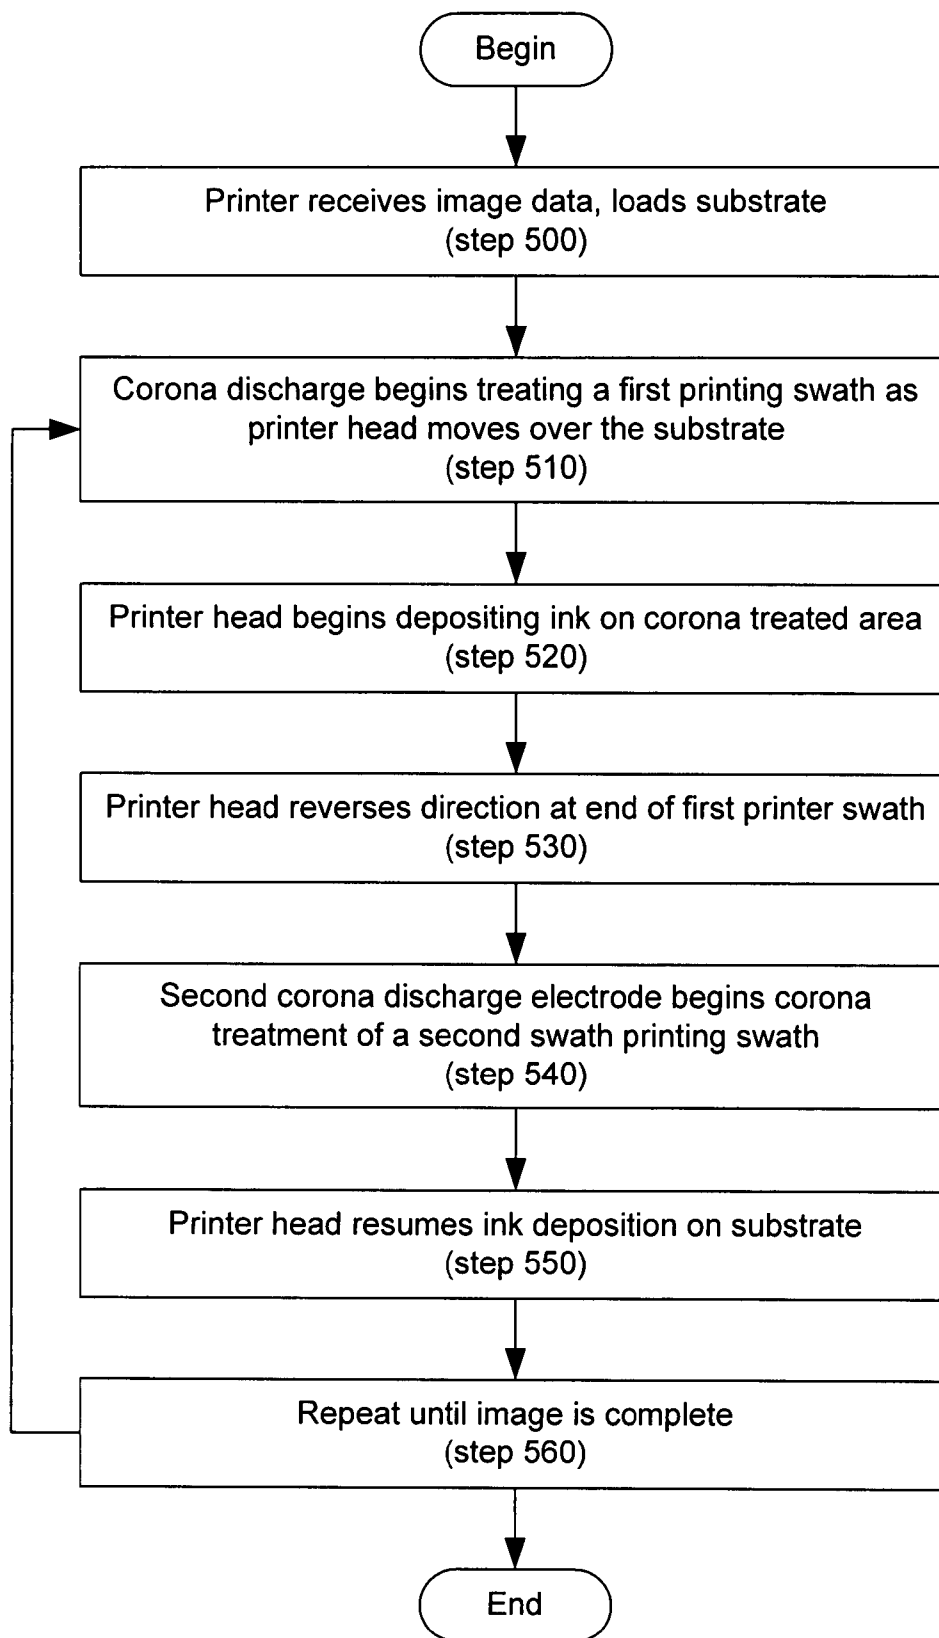 Begin
Printer receives image data, loads substrate
(step 500)
Corona discharge begins treating a first printing swath as
printer head moves over the substrate
(step 510)
Printer head begins depositing ink on corona treated area
(step 520)
Printer head reverses direction at end of first printer swath
(step 530)
Second corona discharge electrode begins corona
treatment of a second swath printing swath
(step 540)
Printer head resumes ink deposition on substrate
(step 550)
Repeat until image is complete
(step 560)
End